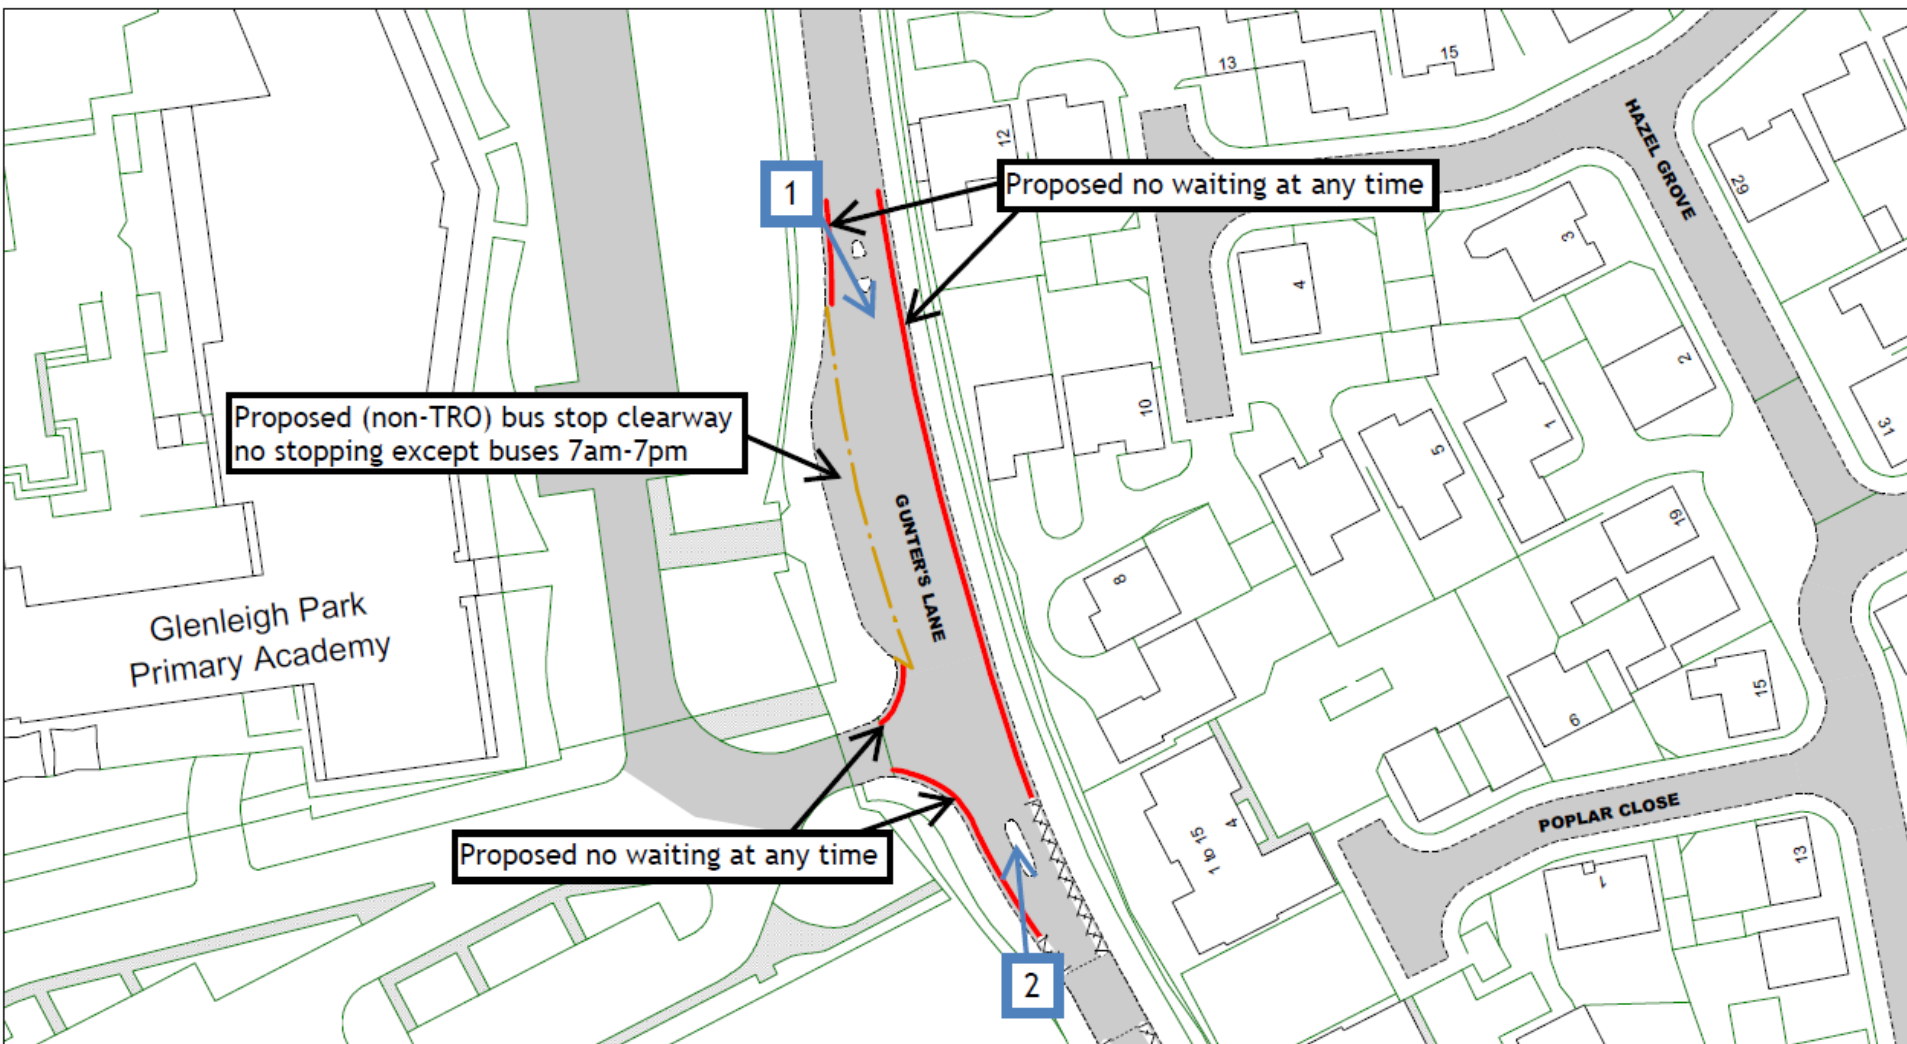 13
15
12
HAZEL GROVE
29
1
Proposed no waiting at any time
3
4
2
31
10
5
1
Proposed (non-TRO) bus stop clearway
no stopping except buses 7am-7pm
GUNTER'S LANE
19
8
Glenleigh Park
Primary Academy
15
6
POPLAR CLOSE
4
1 to 15
13
1
Proposed no waiting at any time
2